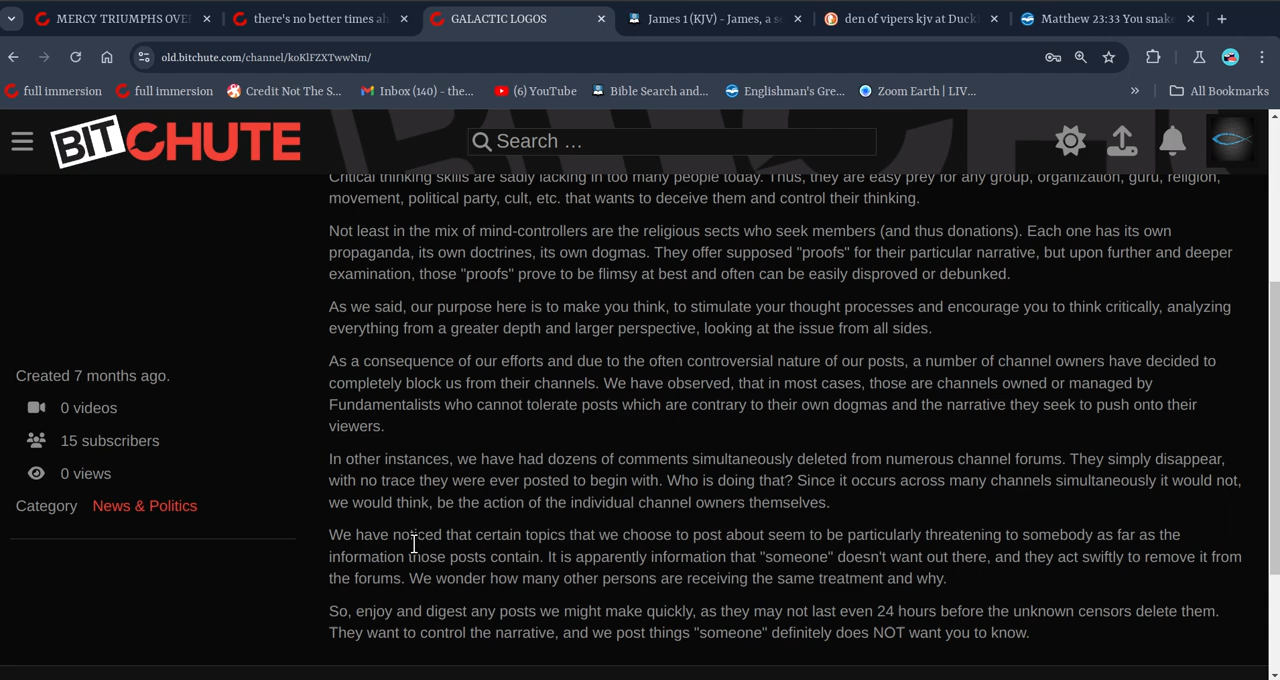 MERCY TRIUMPHS OVE
there's no better times ah
GALACTIC LOGOS
James 1 (KJV) - James, a se
den of vipers kjv at Duck
Matthew 23:33 You snake
old.bitchute.com/channel/koKlFZXTwwNm/
full immersion
full immersion
Credit Not The S...
Inbox (140) - the...
(6) YouTube
Bible Search and...
Englishman's Gre...
Zoom Earth | LIV...
»
All Bookmarks
BITCHUTE
Search ...
Critical thinking skills are sadly lacking in too many people today. Thus, they are easy prey for any group, organization, guru, religion,
movement, political party, cult, etc. that wants to deceive them and control their thinking.
Not least in the mix of mind-controllers are the religious sects who seek members (and thus donations). Each one has its own
propaganda, its own doctrines, its own dogmas. They offer supposed "proofs" for their particular narrative, but upon further and deeper
examination, those "proofs" prove to be flimsy at best and often can be easily disproved or debunked.
As we said, our purpose here is to make you think, to stimulate your thought processes and encourage you to think critically, analyzing
everything from a greater depth and larger perspective, looking at the issue from all sides.
As a consequence of our efforts and due to the often controversial nature of our posts, a number of channel owners have decided to
completely block us from their channels. We have observed, that in most cases, those are channels owned or managed by
Fundamentalists who cannot tolerate posts which are contrary to their own dogmas and the narrative they seek to push onto their
viewers.
In other instances, we have had dozens of comments simultaneously deleted from numerous channel forums. They simply disappear,
with no trace they were ever posted to begin with. Who is doing that? Since it occurs across many channels simultaneously it would not,
we would think, be the action of the individual channel owners themselves.
We have noticed that certain topics that we choose to post about seem to be particularly threatening to somebody as far as the
information those posts contain. It is apparently information that "someone" doesn't want out there, and they act swiftly to remove it from
the forums. We wonder how many other persons are receiving the same treatment and why.
So, enjoy and digest any posts we might make quickly, as they may not last even 24 hours before the unknown censors delete them.
They want to control the narrative, and we post things "someone" definitely does NOT want you to know.
Created 7 months ago.
0 videos
15 subscribers
0 views
Category News & Politics